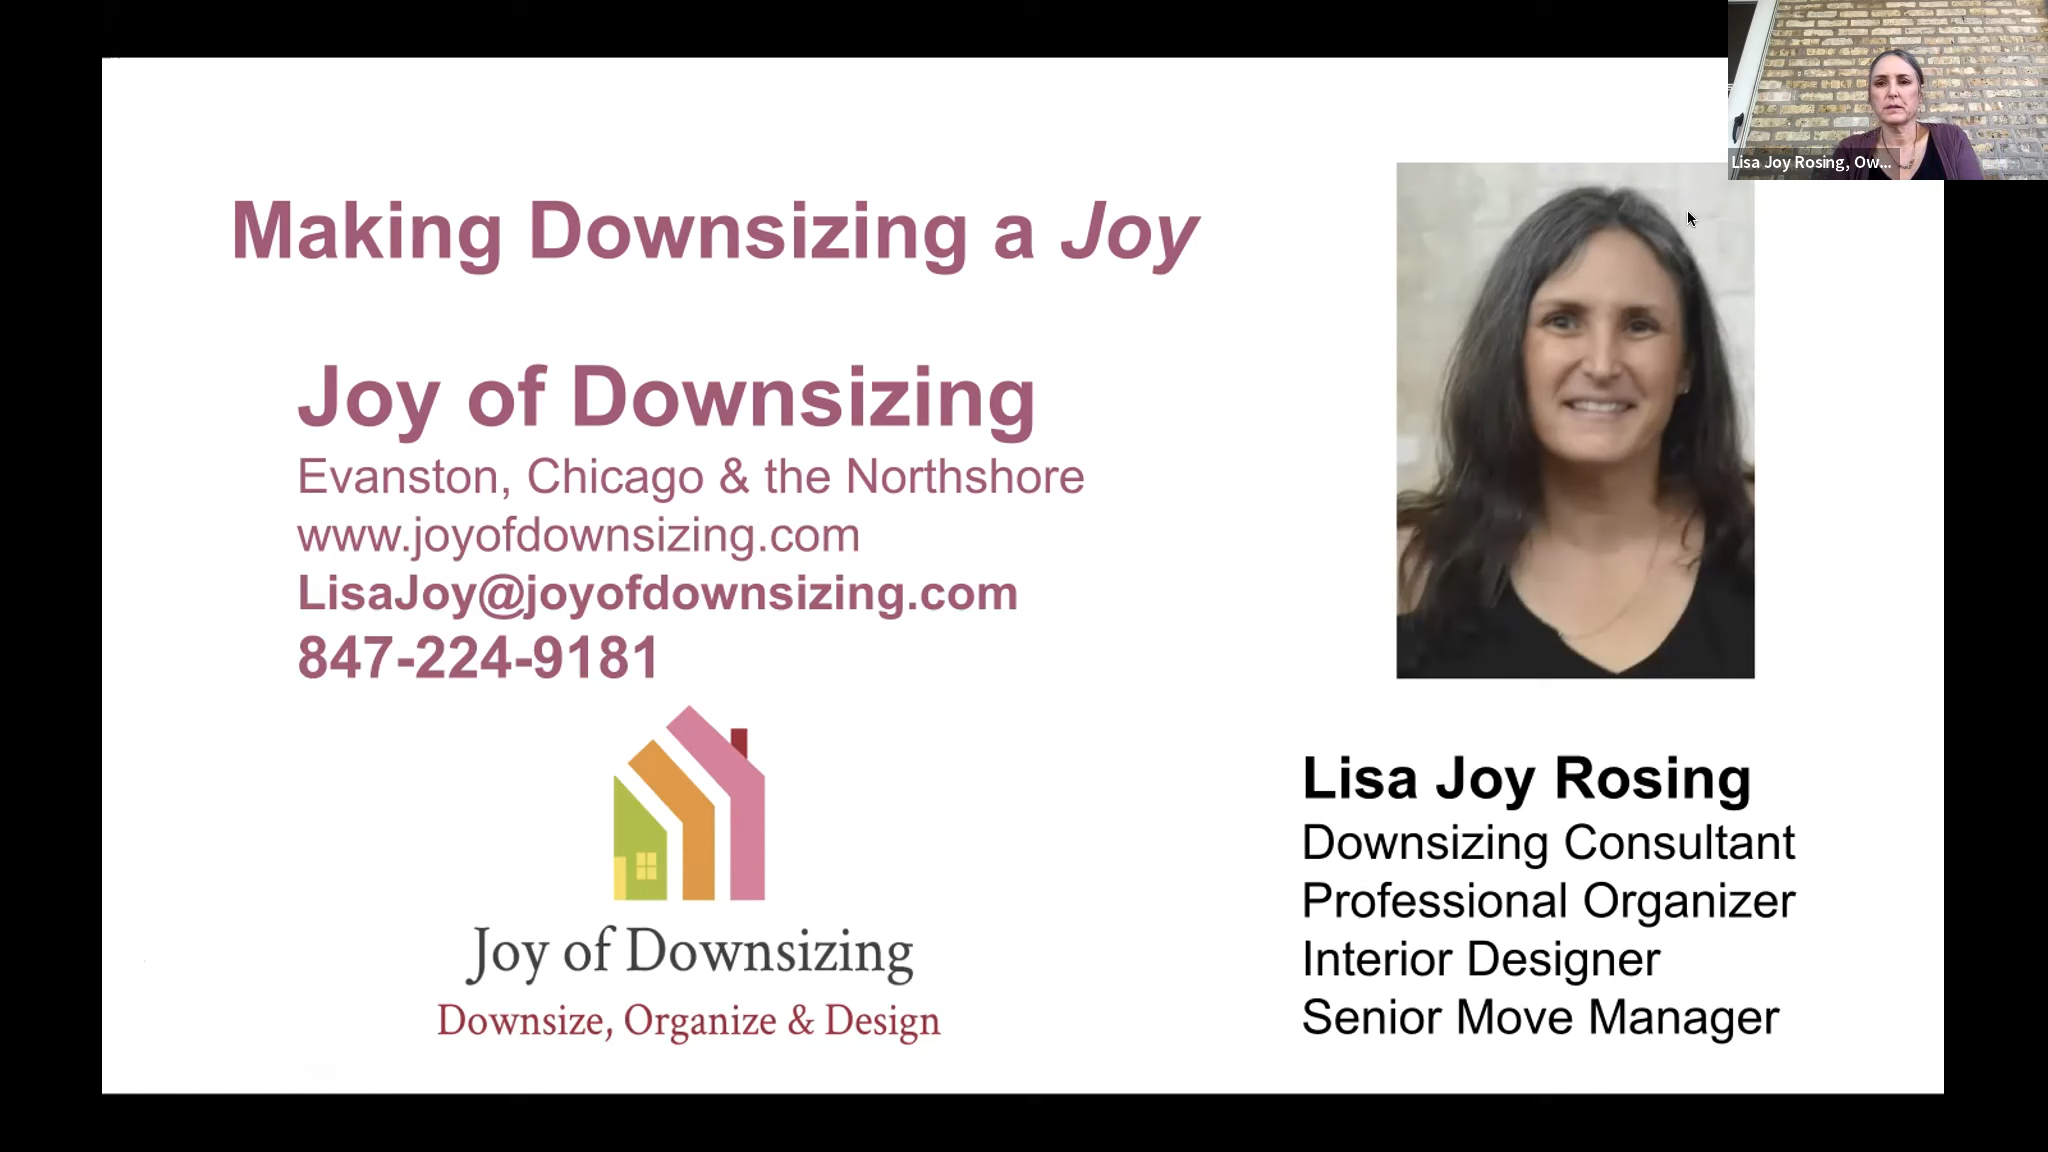 Lisa Joy Rosing, Ow...
Making Downsizing a Joy
Joy of Downsizing
Evanston, Chicago & the Northshore
www.joyofdownsizing.com
LisaJoy@joyofdownsizing.com
847-224-9181
Joy of Downsizing
Downsize, Organize & Design
Lisa Joy Rosing
Downsizing Consultant
Professional Organizer
Interior Designer
Senior Move Manager